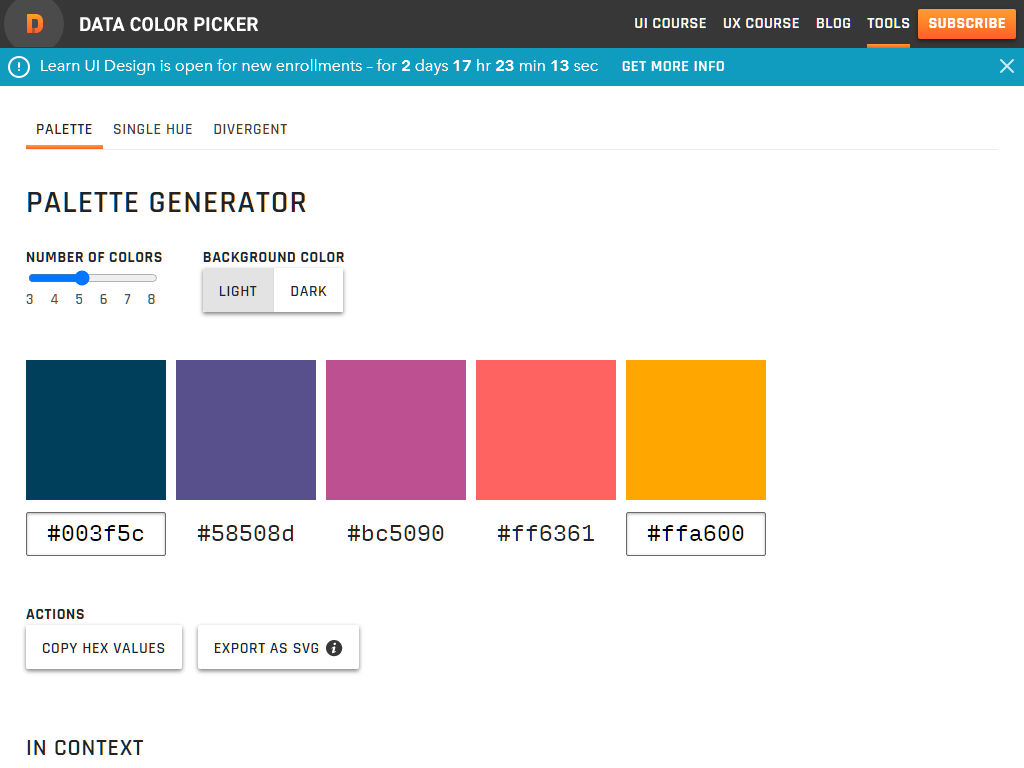 D DATA COLOR PICKER UI COURSE UX COURSE BLOG TOOLS SUBSCRIBE
Learn UI Design is open for new enrollments – for 2 days 17 hr 23 min 13 sec GET MORE INFO
PALETTE SINGLE HUE DIVERGENT
PALETTE GENERATOR
NUMBER OF COLORS BACKGROUND COLOR
LIGHT DARK
3 4 5 6 7 8
#003f5c #58508d #bc5090 #ff6361 #ffa600
ACTIONS
COPY HEX VALUES EXPORT AS SVG
IN CONTEXT